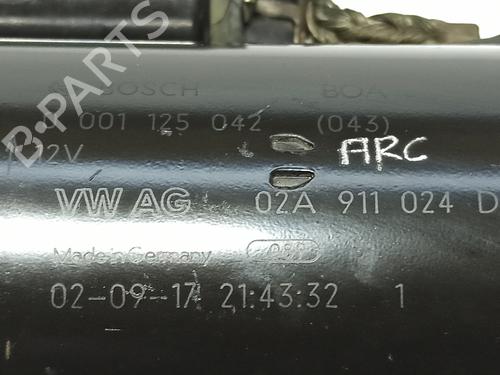 BOSCH BOA
0 001 125 042 (043)
12V ARC
VW AG 02A 911 024 D
Made in Germany
02-09-17 21:43:32 1
B-PARTS